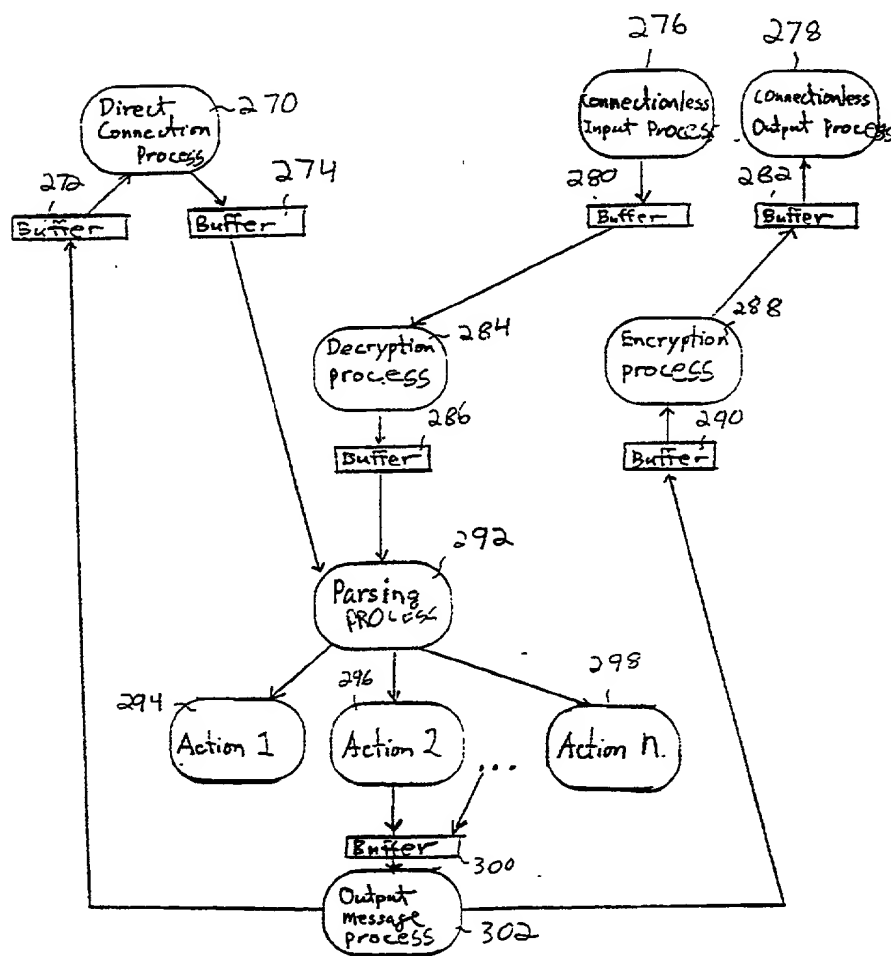 276
278
Direct
Connection
Process
270
Connectionless
Input Process
Connectionless
Output Process
272
274
280
282
Buffer
Buffer
Buffer
Buffer
284
288
Decryption
process
Encryption
process
286
290
Buffer
Buffer
292
Parsing
PROcess
294
296
298
Action 1
Action 2
Action n.
...
Buffer
300
Output
message
process
302